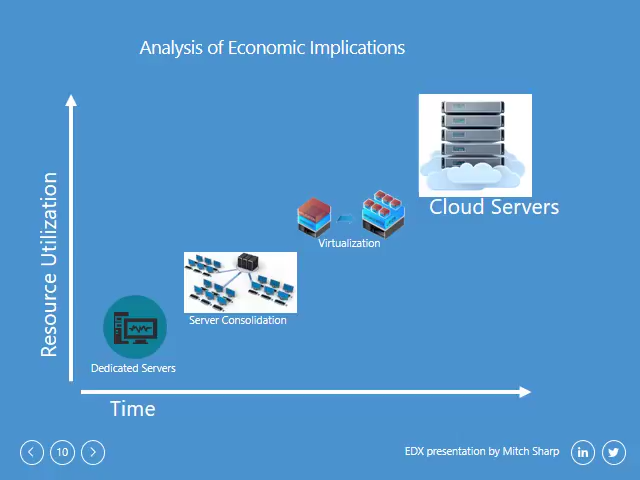 Analysis of Economic Implications
Resource Utilization
Cloud Servers
Virtualization
Server Consolidation
Dedicated Servers
Time
10
EDX presentation by Mitch Sharp
in